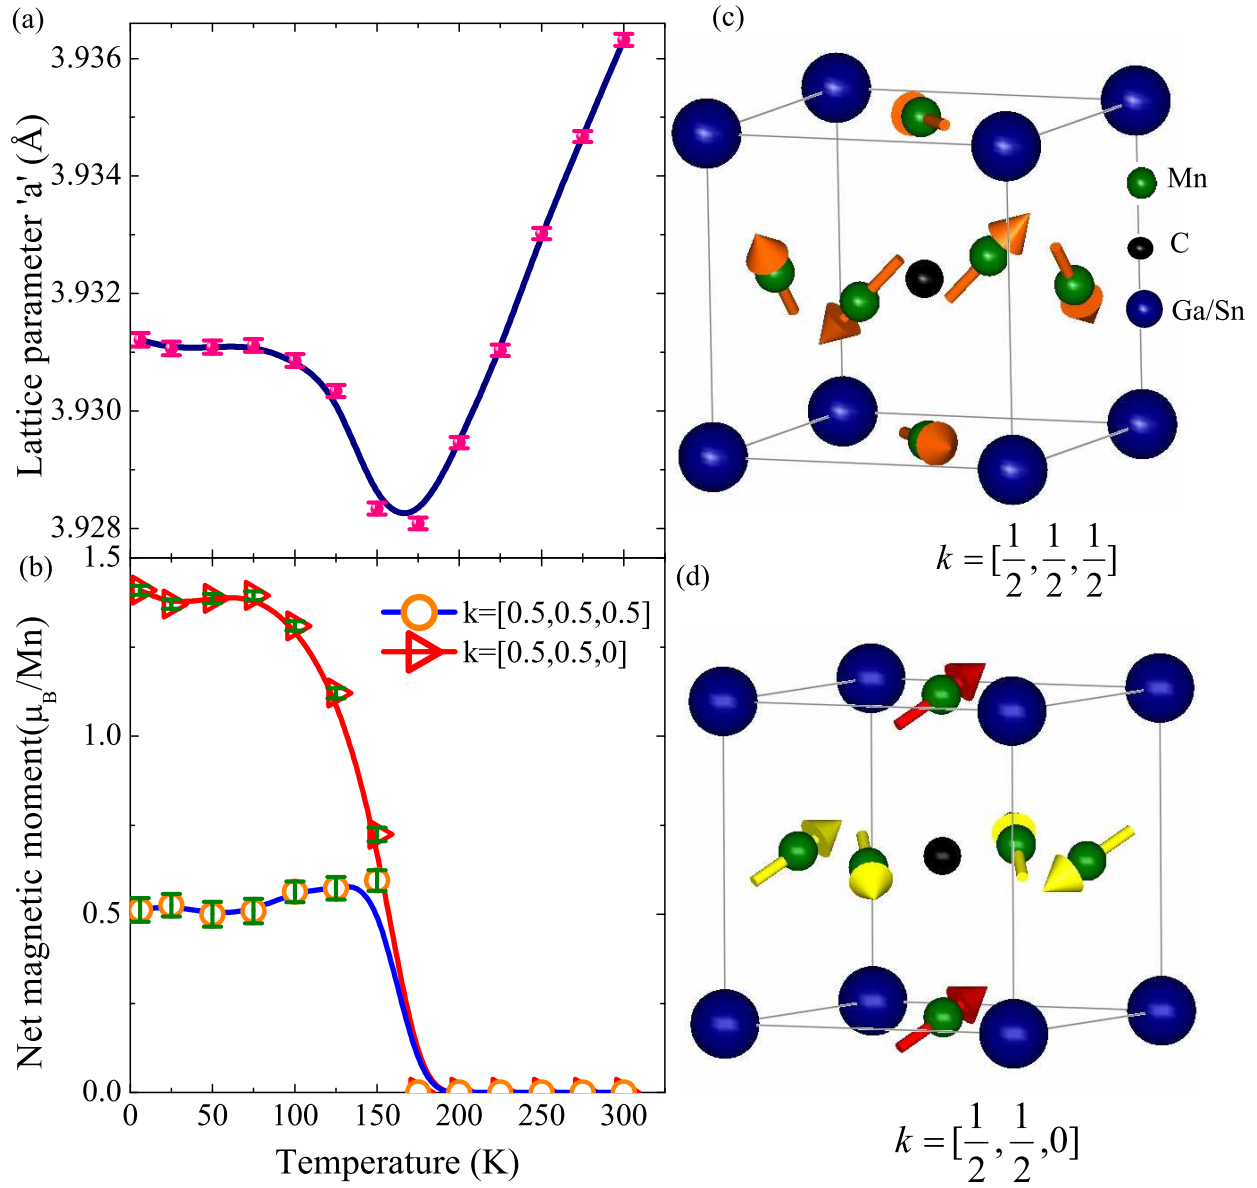 (a)
3.936
3.934
3.932
3.930
3.928
Lattice parameter 'a' (Å)
(b)
1.5
1.0
0.5
0.0
Net magnetic moment(μ_B/Mn)
k=[0.5,0.5,0.5]
k=[0.5,0.5,0]
0 50 100 150 200 250 300
Temperature (K)
(c)
Mn
C
Ga/Sn
k = [1/2, 1/2, 1/2]
(d)
k = [1/2, 1/2, 0]